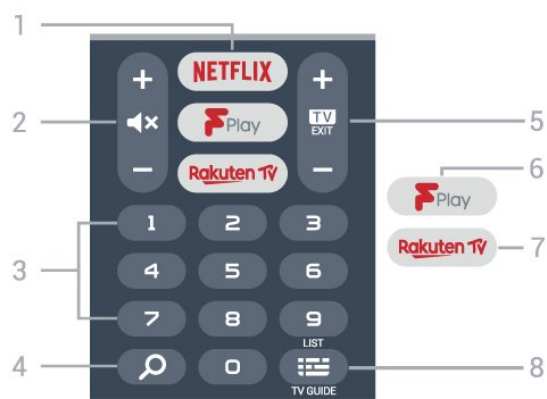 1
NETFLIX
+ +
2
F Play
TV
EXIT
5
- -
Rakuten TV
6
F Play
1 2 3
Rakuten TV
7
3
4 5 6
7 8 9
LIST
4
0
8
TV GUIDE